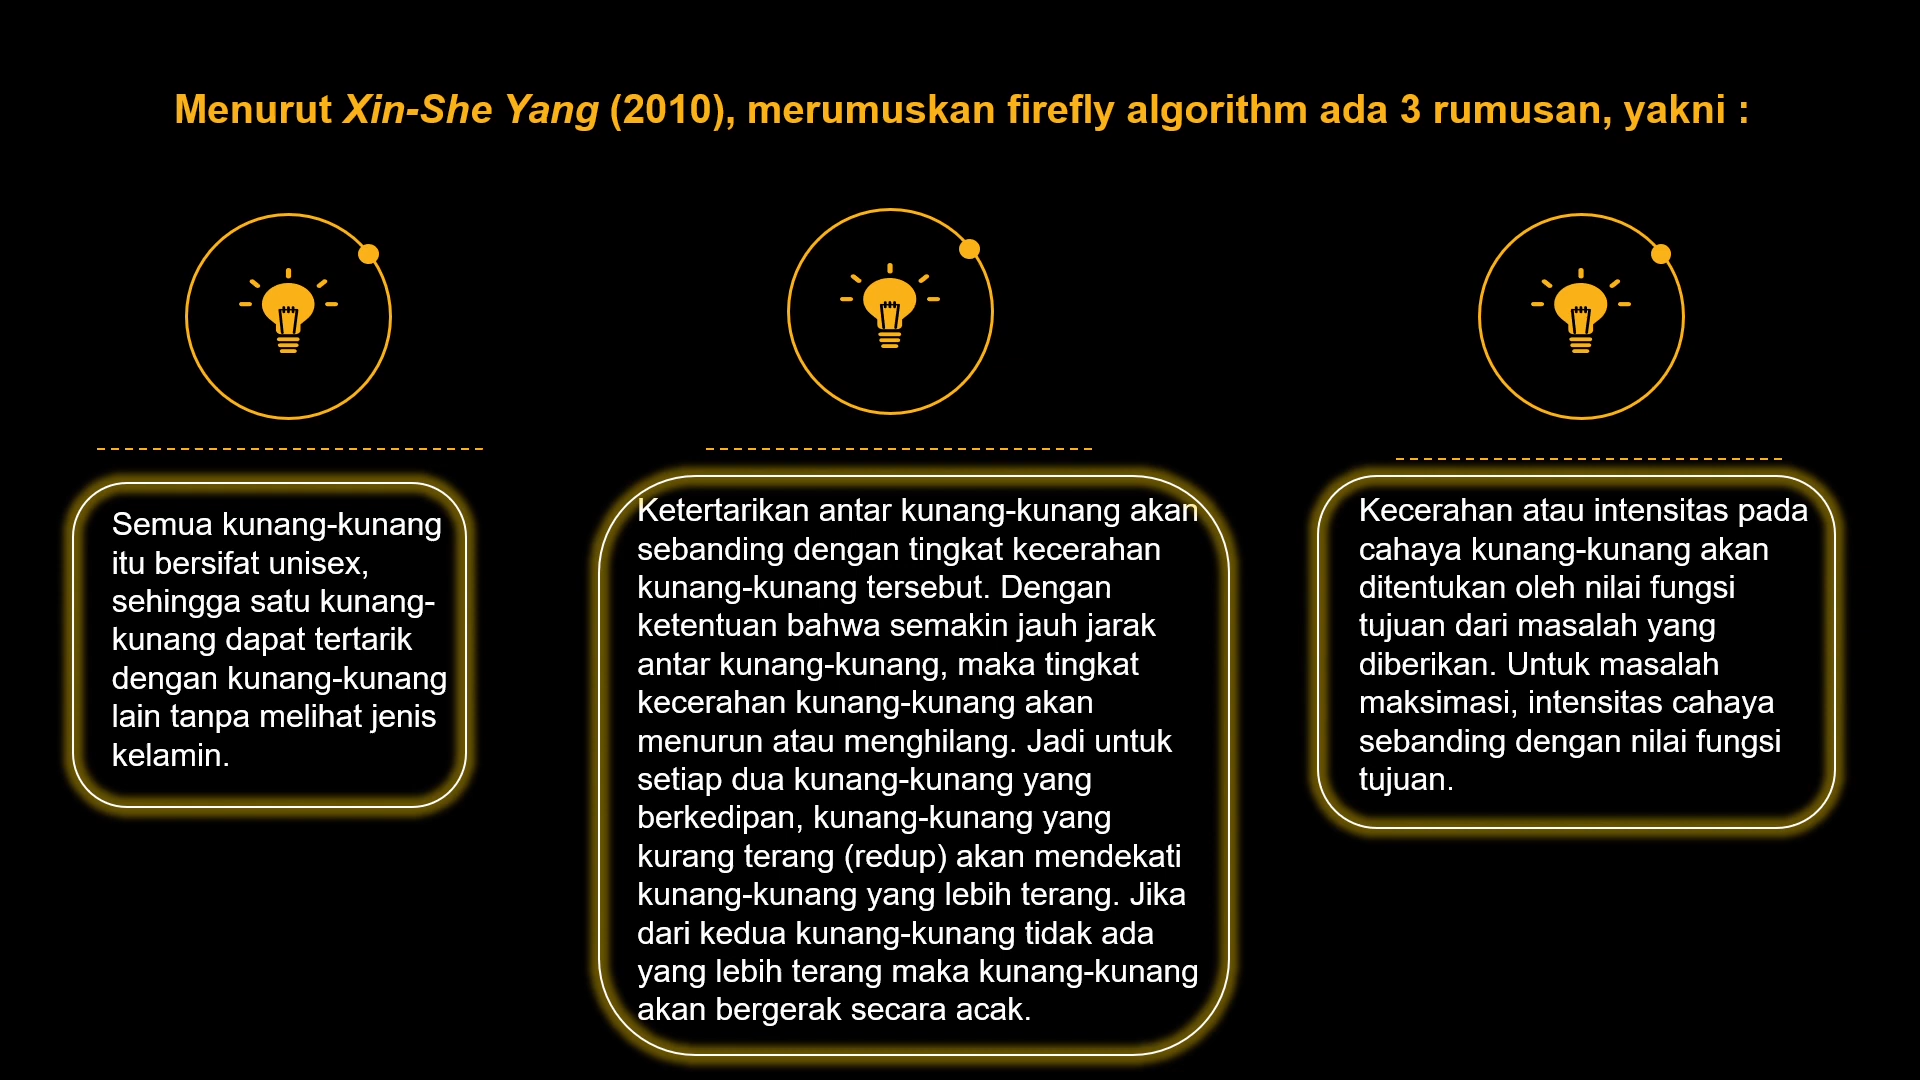 Menurut Xin-She Yang (2010), merumuskan firefly algorithm ada 3 rumusan, yakni :
Semua kunang-kunang
itu bersifat unisex,
sehingga satu kunang-
kunang dapat tertarik
dengan kunang-kunang
lain tanpa melihat jenis
kelamin.
Ketertarikan antar kunang-kunang akan
sebanding dengan tingkat kecerahan
kunang-kunang tersebut. Dengan
ketentuan bahwa semakin jauh jarak
antar kunang-kunang, maka tingkat
kecerahan kunang-kunang akan
menurun atau menghilang. Jadi untuk
setiap dua kunang-kunang yang
berkedipan, kunang-kunang yang
kurang terang (redup) akan mendekati
kunang-kunang yang lebih terang. Jika
dari kedua kunang-kunang tidak ada
yang lebih terang maka kunang-kunang
akan bergerak secara acak.
Kecerahan atau intensitas pada
cahaya kunang-kunang akan
ditentukan oleh nilai fungsi
tujuan dari masalah yang
diberikan. Untuk masalah
maksimasi, intensitas cahaya
sebanding dengan nilai fungsi
tujuan.